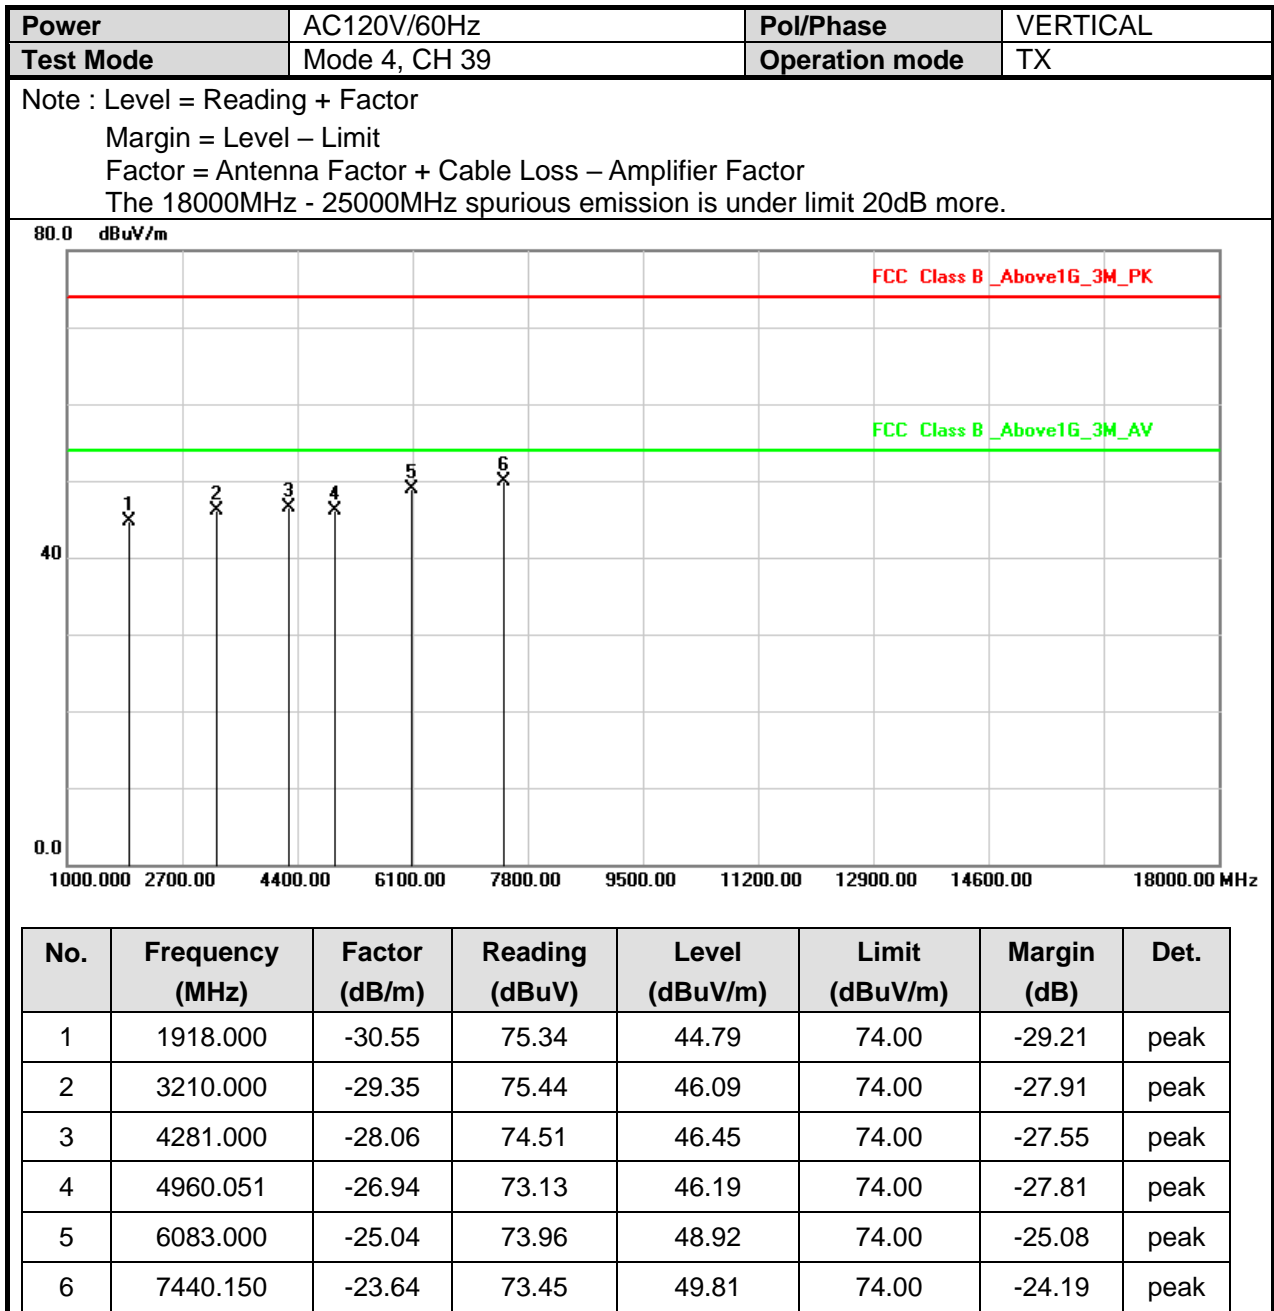 Power AC120V/60Hz Pol/Phase VERTICAL
Test Mode Mode 4, CH 39 Operation mode TX
Note : Level = Reading + Factor
Margin = Level – Limit
Factor = Antenna Factor + Cable Loss – Amplifier Factor
The 18000MHz - 25000MHz spurious emission is under limit 20dB more.
80.0 dBuV/m
FCC Class B _Above1G_3M_PK
FCC Class B _Above1G_3M_AV
1 2 3 4 5 6
40
0.0
1000.000 2700.00 4400.00 6100.00 7800.00 9500.00 11200.00 12900.00 14600.00 18000.00 MHz
No. Frequency Factor Reading Level Limit Margin Det.
(MHz) (dB/m) (dBuV) (dBuV/m) (dBuV/m) (dB)
1 1918.000 -30.55 75.34 44.79 74.00 -29.21 peak
2 3210.000 -29.35 75.44 46.09 74.00 -27.91 peak
3 4281.000 -28.06 74.51 46.45 74.00 -27.55 peak
4 4960.051 -26.94 73.13 46.19 74.00 -27.81 peak
5 6083.000 -25.04 73.96 48.92 74.00 -25.08 peak
6 7440.150 -23.64 73.45 49.81 74.00 -24.19 peak